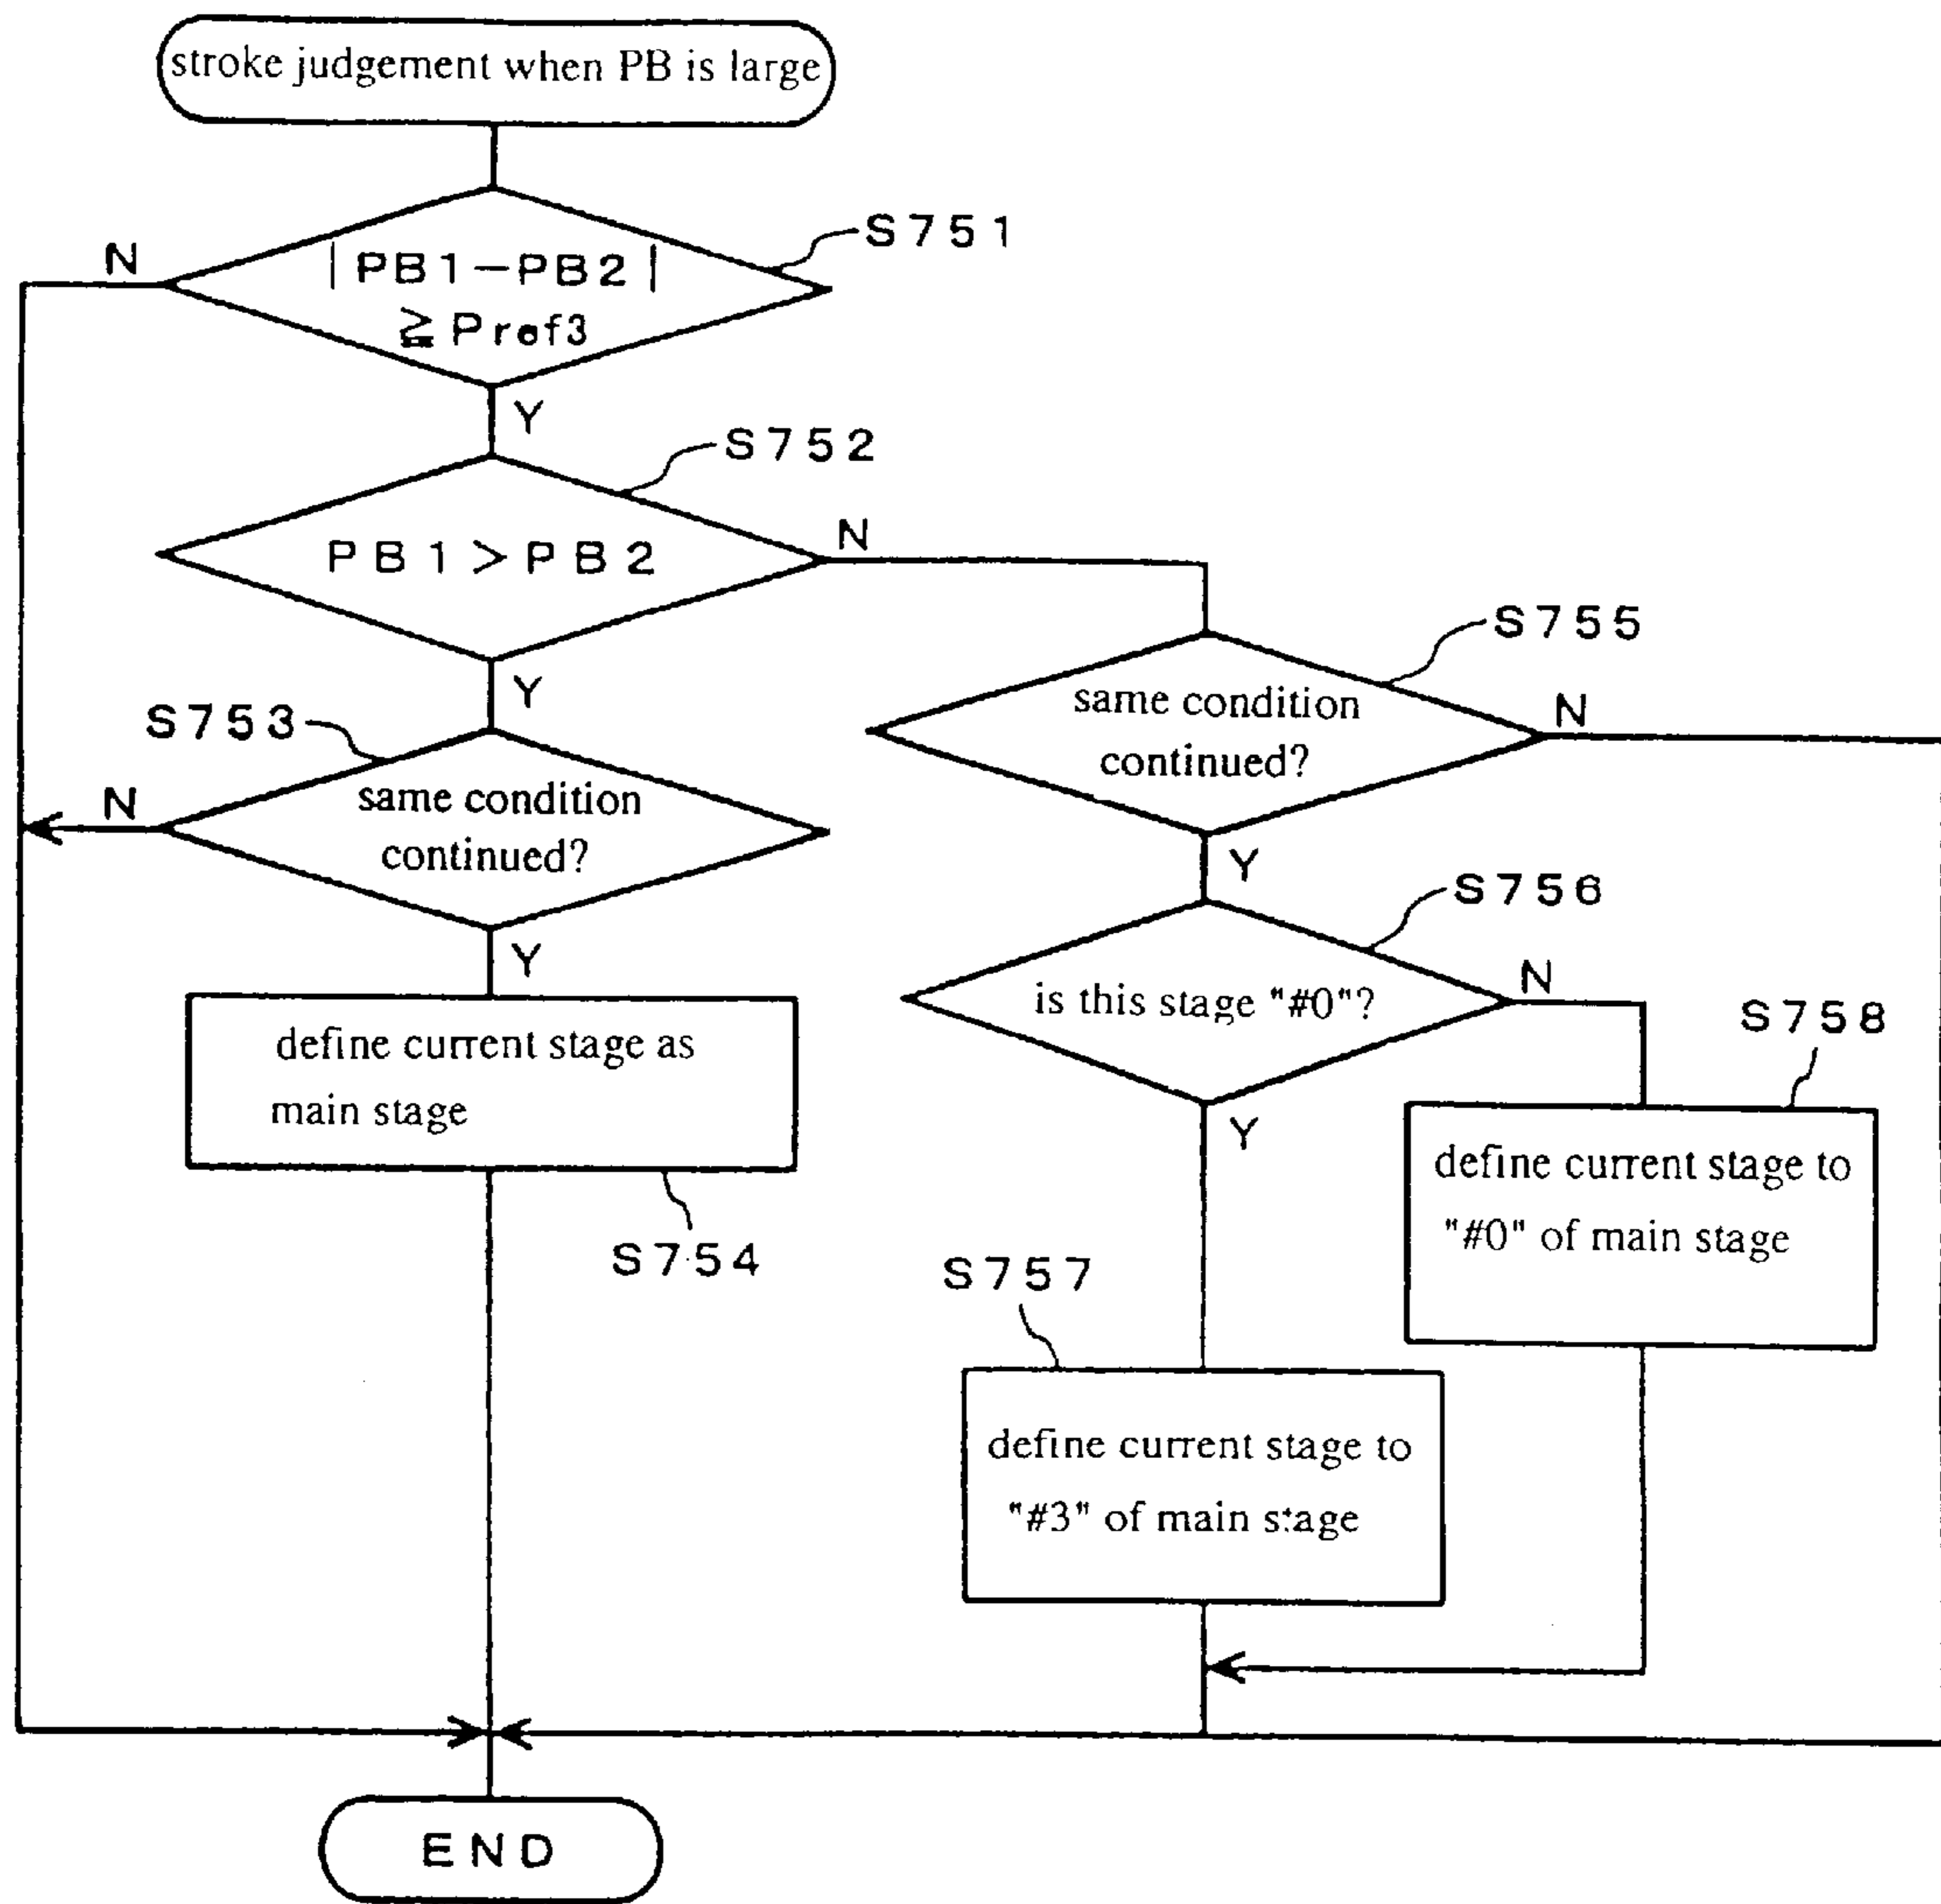 stroke judgement when PB is large
S751
N
| PB1-PB2 |
≧ Pref3
Y
S752
PB1>PB2
N
Y
S755
same condition
continued?
N
S753
N
same condition
continued?
Y
Y
S756
is this stage "#0"?
N
define current stage as
main stage
S754
Y
S758
define current stage to
"#0" of main stage
S757
define current stage to
"#3" of main stage
END